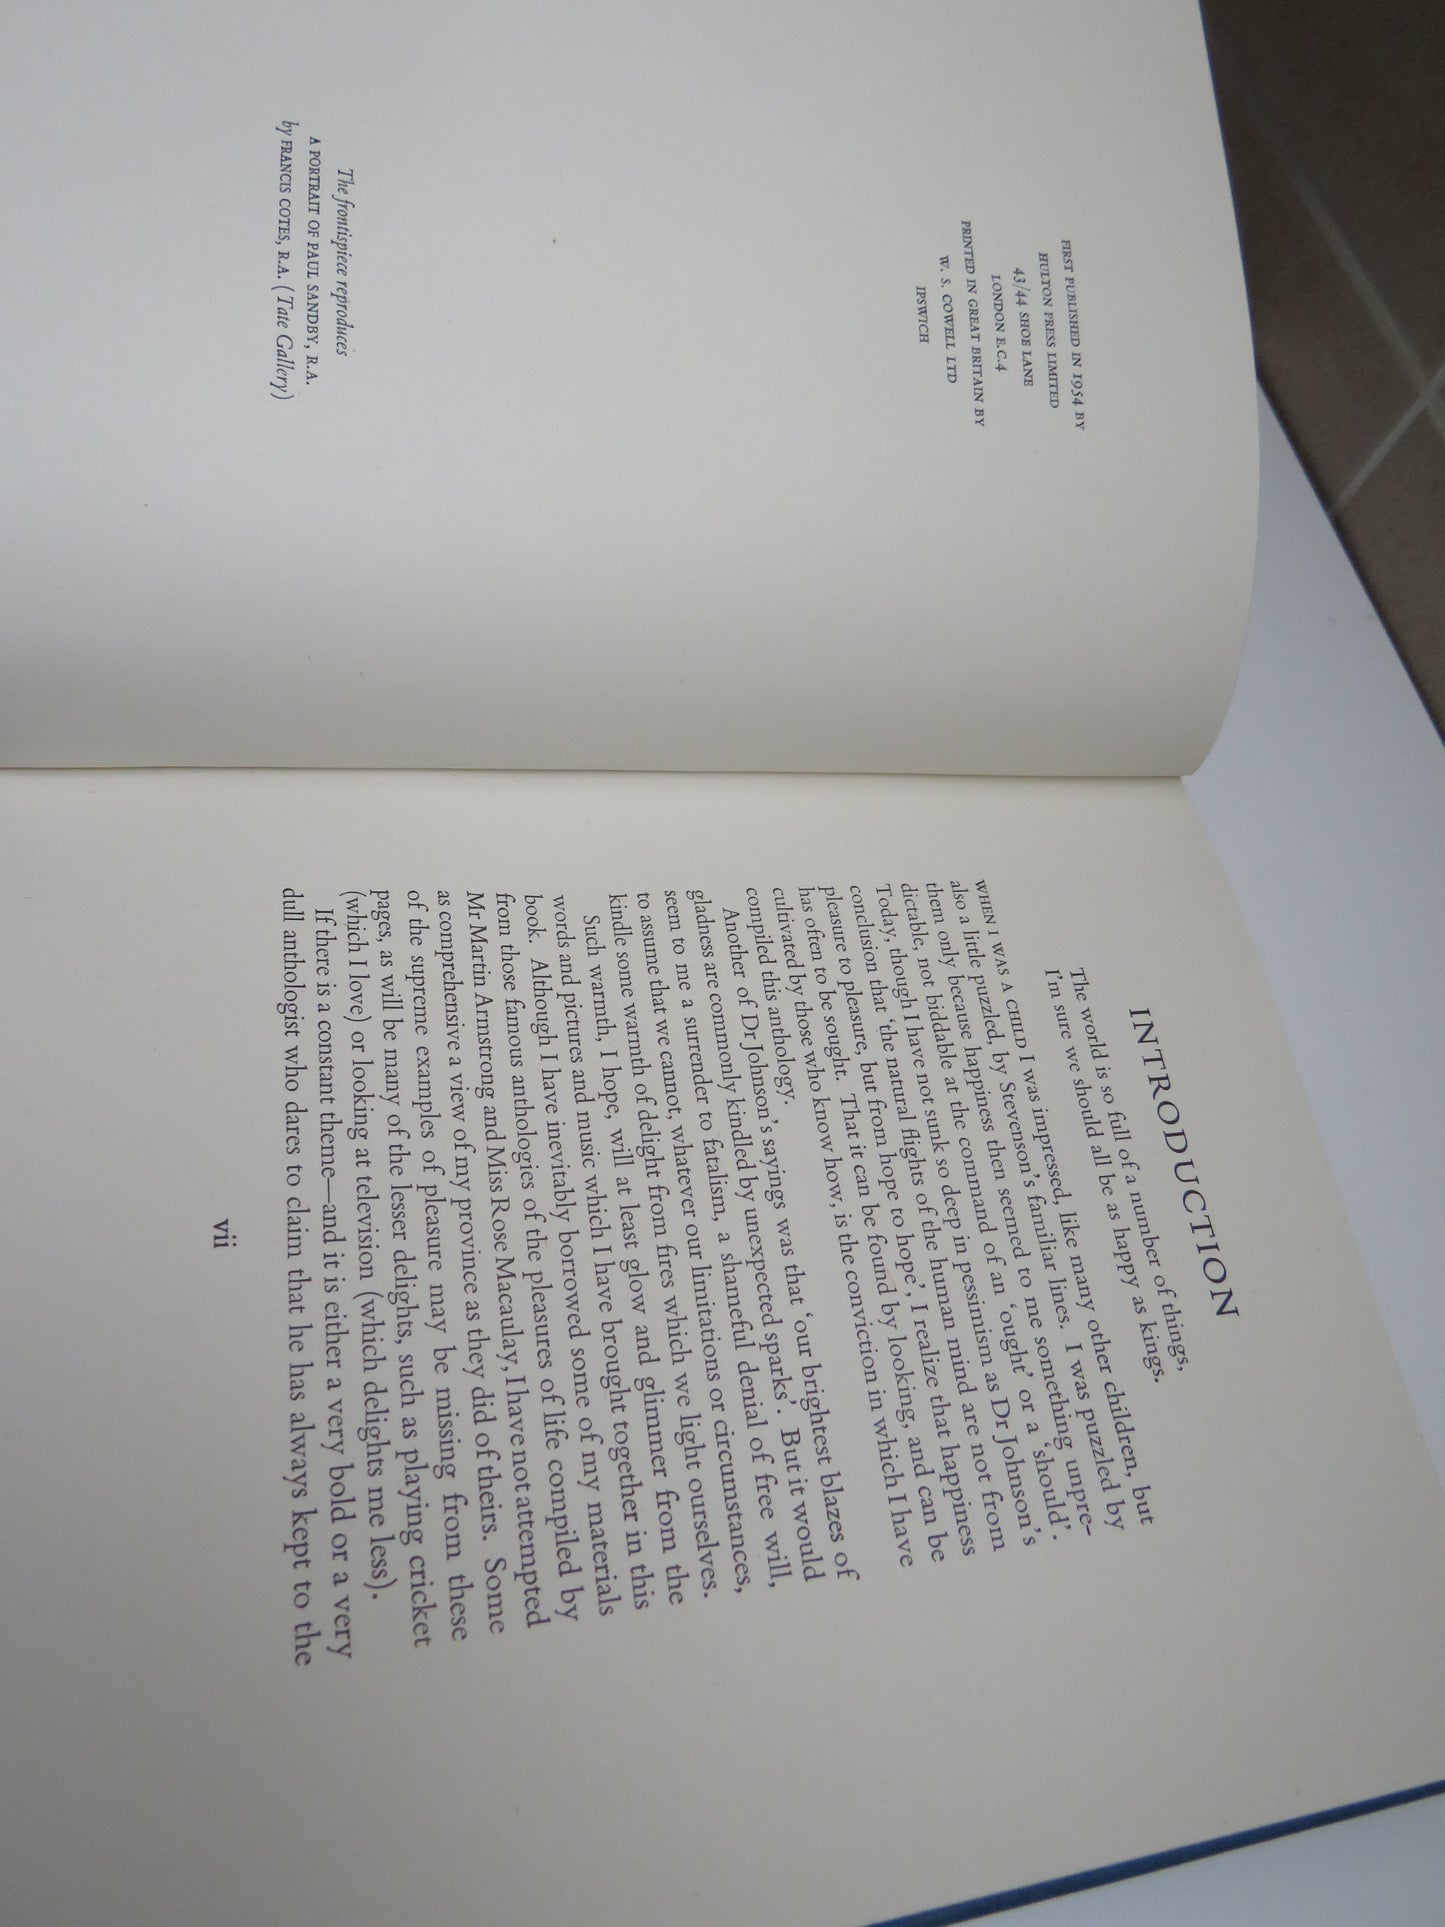 FIRST PUBLISHED IN 1954 BY
HULTON PRESS LIMITED
43/44 SHOE LANE
LONDON E.C.4
PRINTED IN GREAT BRITAIN BY
W. S. COWELL LTD
IPSWICH
The frontispiece reproduces
A PORTRAIT OF PAUL SANDBY, R.A.
by FRANCIS COTES, R.A. (Tate Gallery)
INTRODUCTION
The world is so full of a number of things,
I'm sure we should all be as happy as kings.
WHEN I WAS A CHILD I was impressed, like many other children, but
also a little puzzled, by Stevenson's familiar lines. I was puzzled by
them only because happiness then seemed to me something unpre-
dictable, not biddable at the command of an ‘ought’ or a ‘should’.
Today, though I have not sunk so deep in pessimism as Dr Johnson's
conclusion that ‘the natural flights of the human mind are not from
pleasure to pleasure, but from hope to hope’, I realize that happiness
has often to be sought. That it can be found by looking, and can be
cultivated by those who know how, is the conviction in which I have
compiled this anthology.
Another of Dr Johnson's sayings was that ‘our brightest blazes of
gladness are commonly kindled by unexpected sparks’. But it would
seem to me a surrender to fatalism, a shameful denial of free will,
to assume that we cannot, whatever our limitations or circumstances,
kindle some warmth of delight from fires which we light ourselves.
Such warmth, I hope, will at least glow and glimmer from the
words and pictures and music which I have brought together in this
book. Although I have inevitably borrowed some of my materials
from those famous anthologies of the pleasures of life compiled by
Mr Martin Armstrong and Miss Rose Macaulay, I have not attempted
as comprehensive a view of my province as they did of theirs. Some
of the supreme examples of pleasure may be missing from these
pages, as will be many of the lesser delights, such as playing cricket
(which I love) or looking at television (which delights me less).
If there is a constant theme—and it is either a very bold or a very
dull anthologist who dares to claim that he has always kept to the
vii